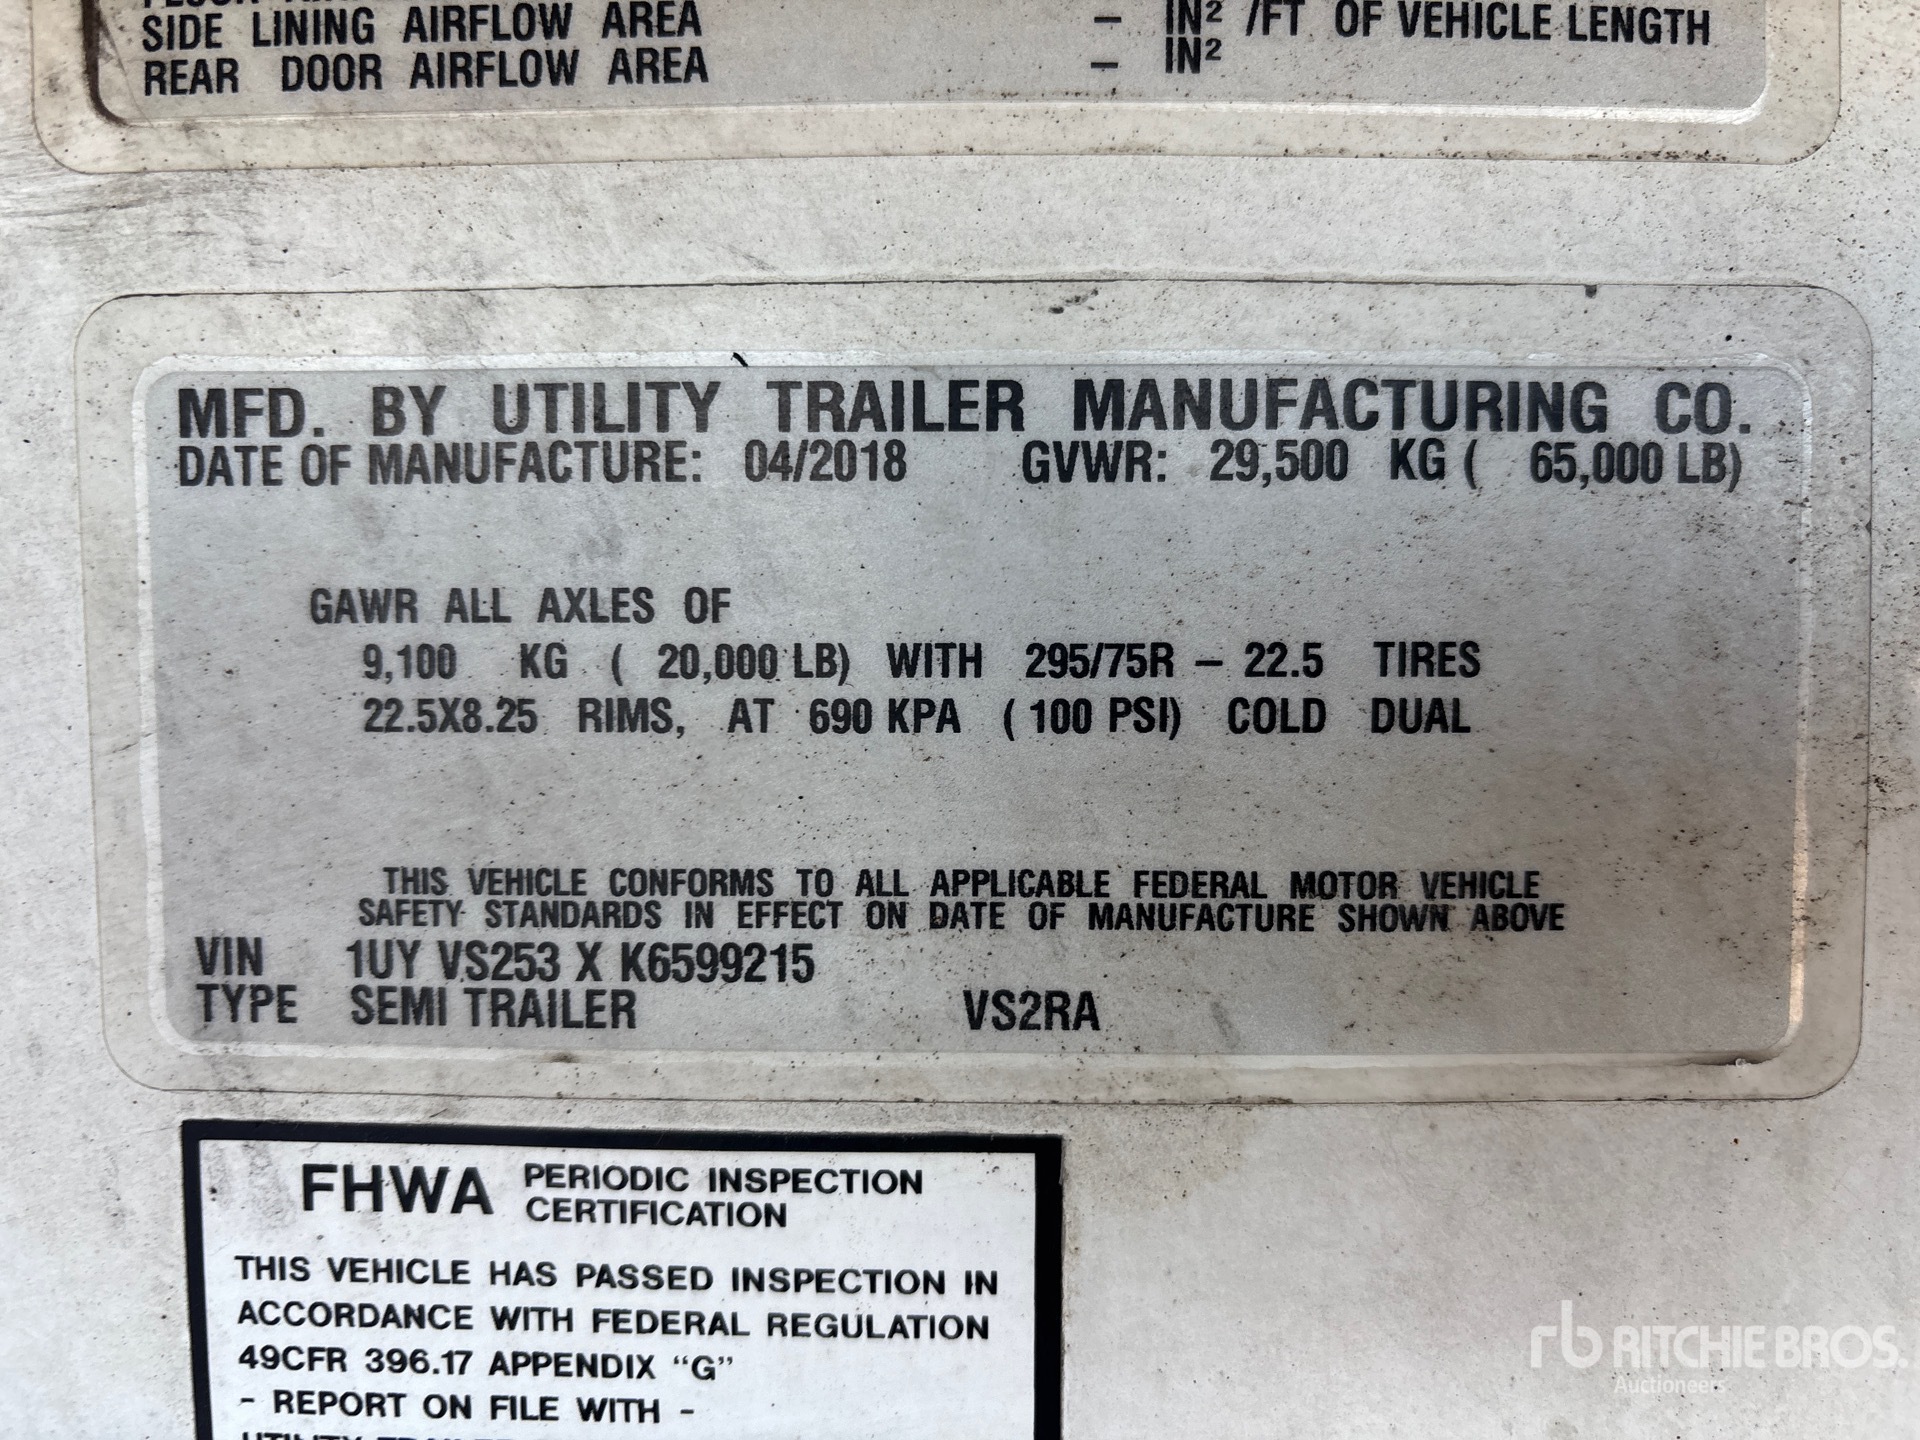 SIDE LINING AIRFLOW AREA – IN² /FT OF VEHICLE LENGTH
REAR DOOR AIRFLOW AREA – IN²
MFD. BY UTILITY TRAILER MANUFACTURING CO.
DATE OF MANUFACTURE: 04/2018 GVWR: 29,500 KG ( 65,000 LB)
GAWR ALL AXLES OF
9,100 KG ( 20,000 LB) WITH 295/75R – 22.5 TIRES
22.5X8.25 RIMS, AT 690 KPA ( 100 PSI) COLD DUAL
THIS VEHICLE CONFORMS TO ALL APPLICABLE FEDERAL MOTOR VEHICLE
SAFETY STANDARDS IN EFFECT ON DATE OF MANUFACTURE SHOWN ABOVE
VIN 1UY VS253 X K6599215
TYPE SEMI TRAILER VS2RA
FHWA PERIODIC INSPECTION
CERTIFICATION
THIS VEHICLE HAS PASSED INSPECTION IN
ACCORDANCE WITH FEDERAL REGULATION
49CFR 396.17 APPENDIX "G"
- REPORT ON FILE WITH -
rb RITCHIE BROS.
Auctioneers